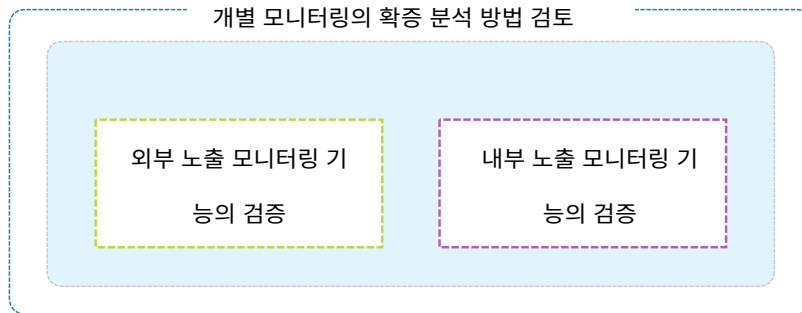 개별 모니터링의 확증 분석 방법 검토
외부 노출 모니터링 기
능의 검증
내부 노출 모니터링 기
능의 검증